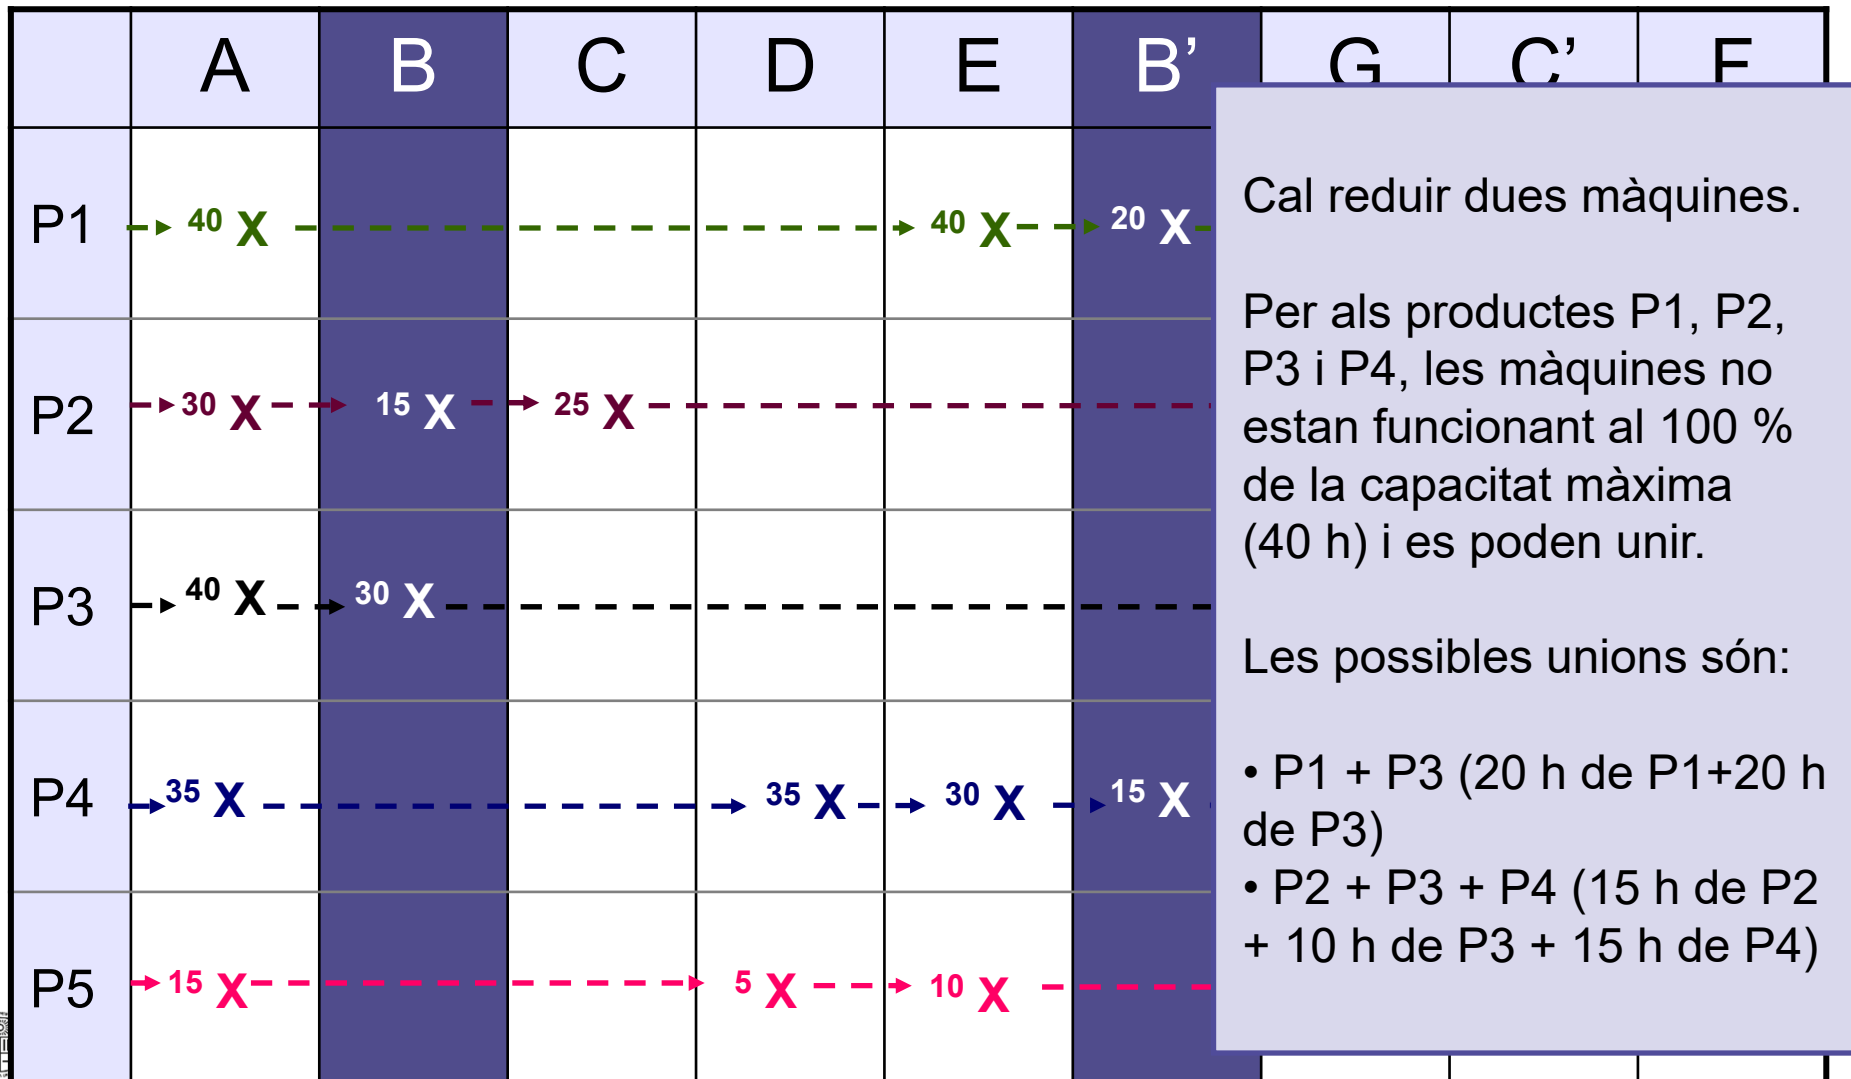 A B C D E B’ G C’ F
P1 40 X 40 X 20 X
P2 30 X 15 X 25 X
P3 40 X 30 X
P4 35 X 35 X 30 X 15 X
P5 15 X 5 X 10 X
Cal reduir dues màquines.
Per als productes P1, P2,
P3 i P4, les màquines no
estan funcionant al 100 %
de la capacitat màxima
(40 h) i es poden unir.
Les possibles unions són:
• P1 + P3 (20 h de P1+20 h
de P3)
• P2 + P3 + P4 (15 h de P2
+ 10 h de P3 + 15 h de P4)